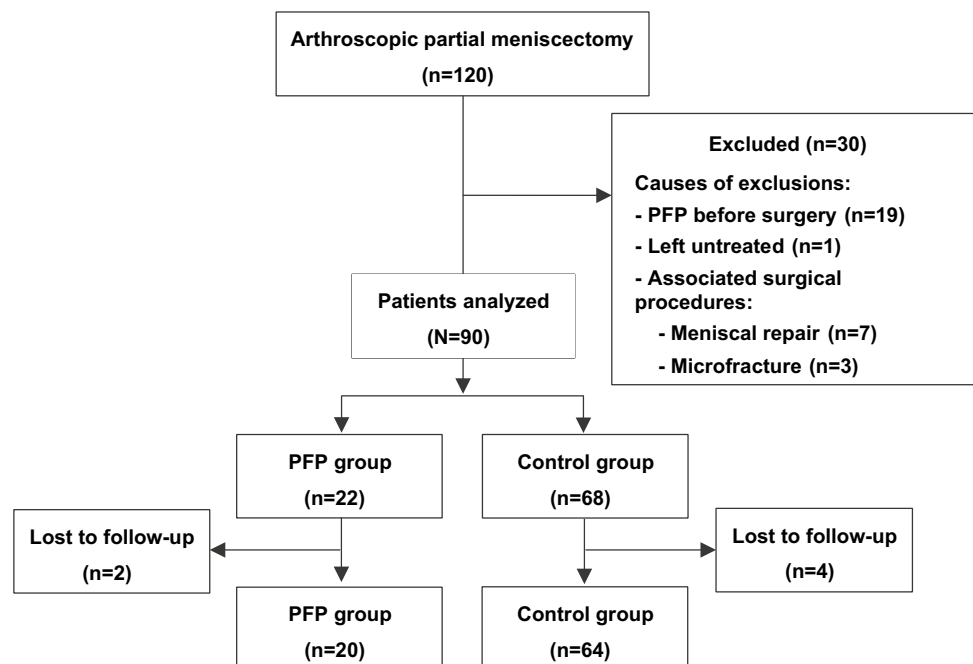 Arthroscopic partial meniscectomy
(n=120)
Excluded (n=30)
Causes of exclusions:
- PFP before surgery (n=19)
- Left untreated (n=1)
- Associated surgical
procedures:
- Meniscal repair (n=7)
- Microfracture (n=3)
Patients analyzed
(N=90)
PFP group
(n=22)
Control group
(n=68)
Lost to follow-up
(n=2)
Lost to follow-up
(n=4)
PFP group
(n=20)
Control group
(n=64)